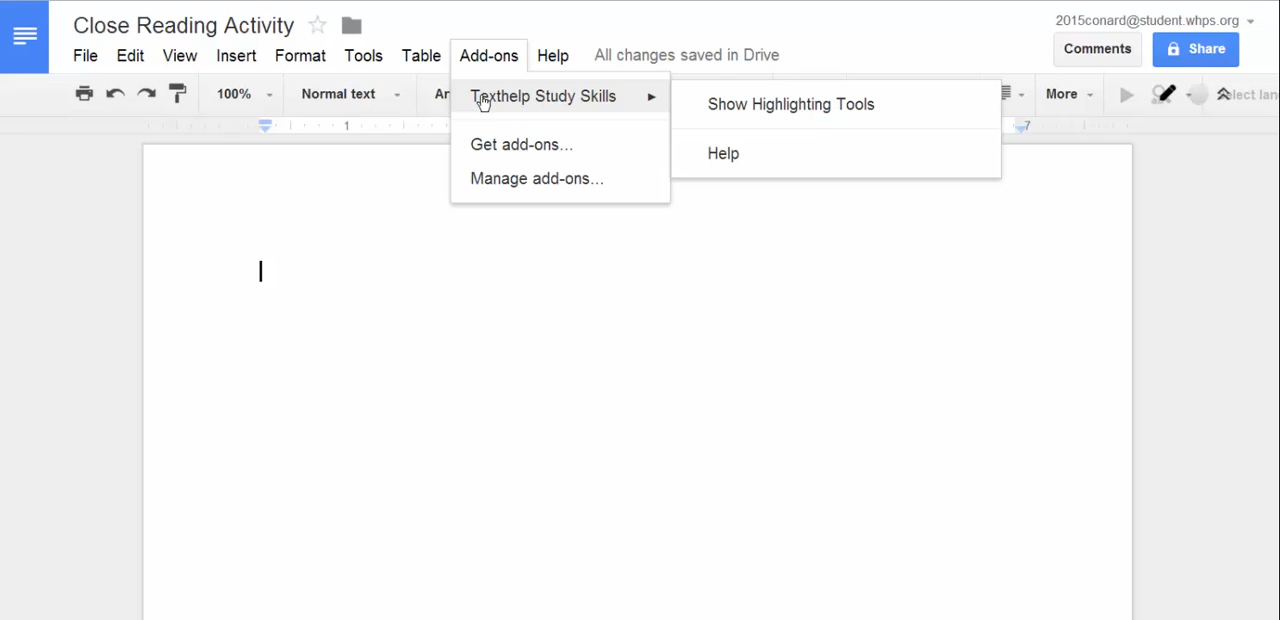 Close Reading Activity
2015conard@student.whps.org
File Edit View Insert Format Tools Table Add-ons Help All changes saved in Drive
Comments Share
100% Normal text Ar More
Texthelp Study Skills
Show Highlighting Tools
Get add-ons...
Help
Manage add-ons...
1 7